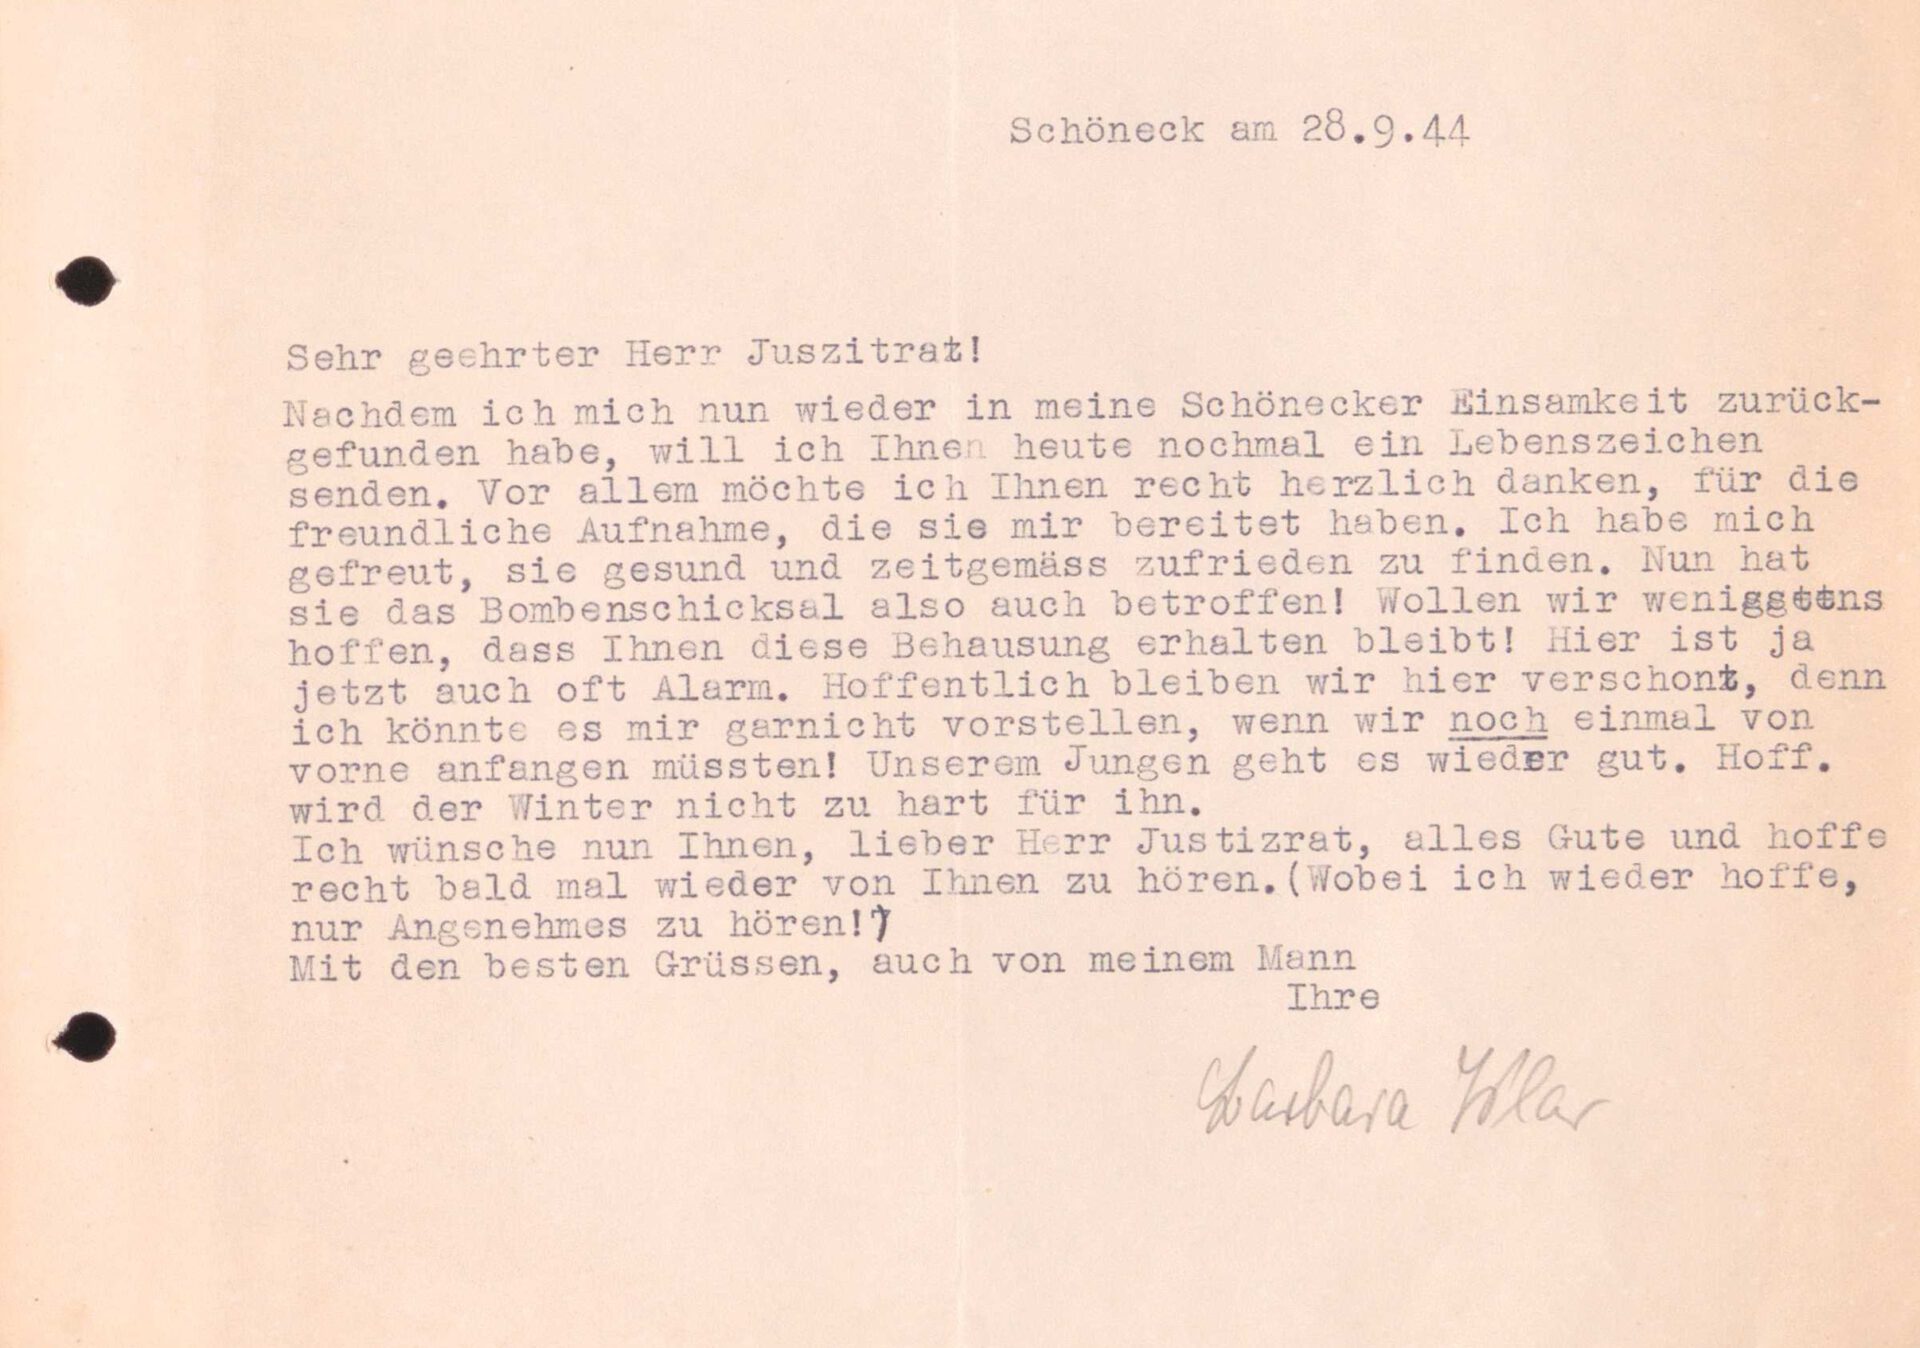 Schöneck am 28.9.44
Sehr geehrter Herr Juszitrat!
Nachdem ich mich nun wieder in meine Schönecker Einsamkeit zurück-
gefunden habe, will ich Ihnen heute nochmal ein Lebenszeichen
senden. Vor allem möchte ich Ihnen recht herzlich danken, für die
freundliche Aufnahme, die sie mir bereitet haben. Ich habe mich
gefreut, sie gesund und zeitgemäss zufrieden zu finden. Nun hat
sie das Bombenschicksal also auch betroffen! Wollen wir wenigstens
hoffen, dass Ihnen diese Behausung erhalten bleibt! Hier ist ja
jetzt auch oft Alarm. Hoffentlich bleiben wir hier verschont, denn
ich könnte es mir garnicht vorstellen, wenn wir noch einmal von
vorne anfangen müssten! Unserem Jungen geht es wieder gut. Hoff.
wird der Winter nicht zu hart für ihn.
Ich wünsche nun Ihnen, lieber Herr Justizrat, alles Gute und hoffe
recht bald mal wieder von Ihnen zu hören.(Wobei ich wieder hoffe,
nur Angenehmes zu hören!)
Mit den besten Grüssen, auch von meinem Mann
Ihre
Barbara